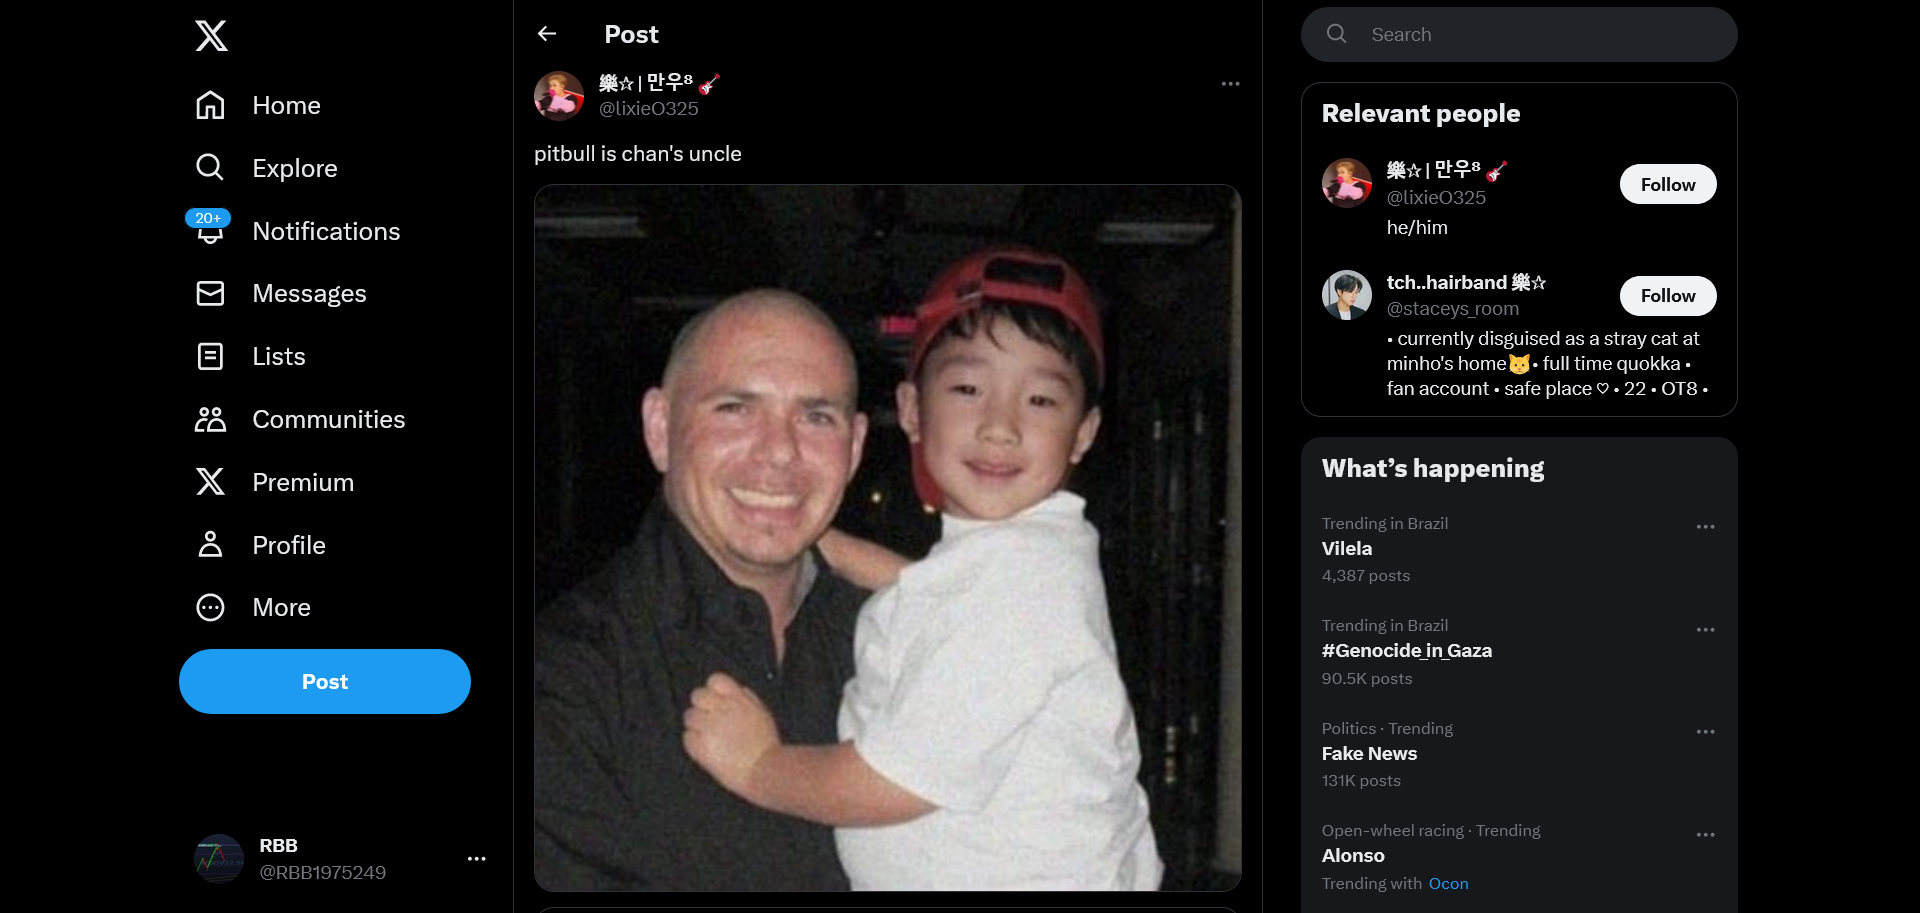 Home
Explore
20+
Notifications
Messages
Lists
Communities
Premium
Profile
More
Post
RBB
@RBB1975249
Post
樂✩ | 만우⁸ 🎸
@lixieO325
pitbull is chan's uncle
Search
Relevant people
樂✩ | 만우⁸ 🎸
@lixieO325
Follow
he/him
tch..hairband 樂✩
@staceys_room
Follow
• currently disguised as a stray cat at
minho's home🐱• full time quokka •
fan account • safe place ♡ • 22 • OT8 •
What's happening
Trending in Brazil
Vilela
4,387 posts
Trending in Brazil
#Genocide_in_Gaza
90.5K posts
Politics · Trending
Fake News
131K posts
Open-wheel racing · Trending
Alonso
Trending with Ocon